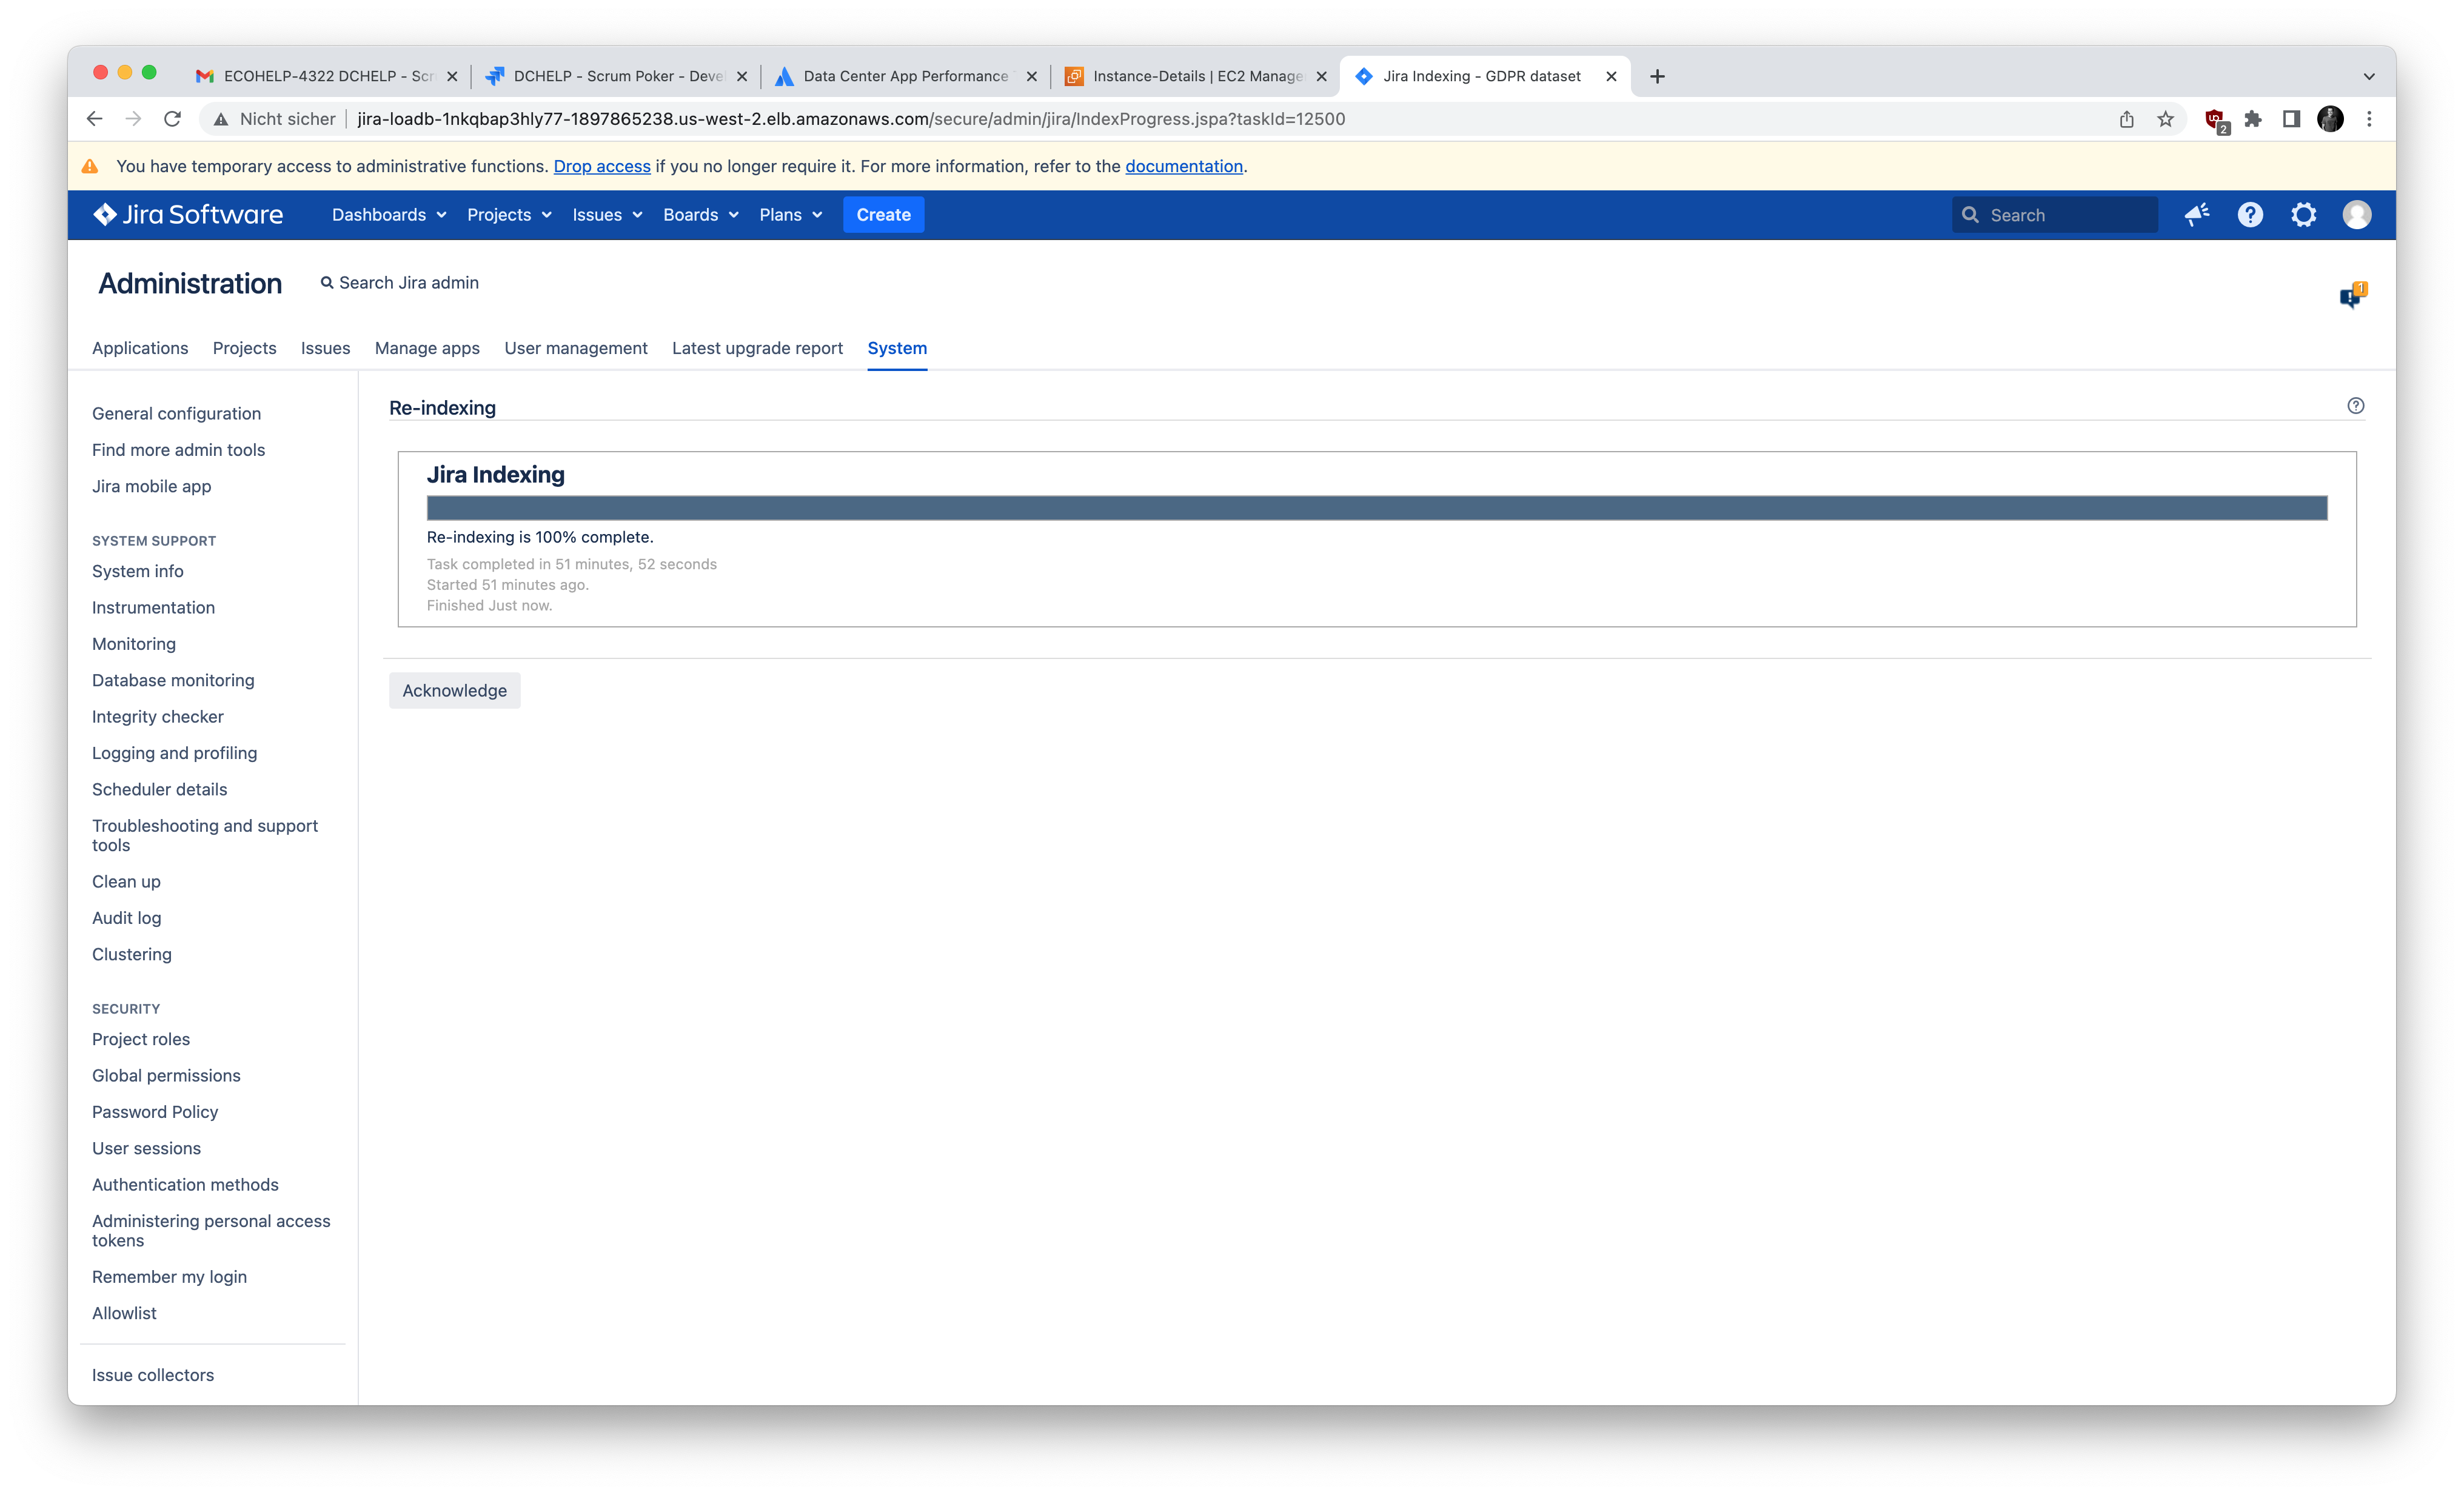 ECOHELP-4322 DCHELP - Scr
DCHELP - Scrum Poker - Deve
Data Center App Performance
Instance-Details | EC2 Manage
Jira Indexing - GDPR dataset
Nicht sicher
jira-loadb-1nkqbap3hly77-1897865238.us-west-2.elb.amazonaws.com/secure/admin/jira/IndexProgress.jspa?taskId=12500
2
You have temporary access to administrative functions. Drop access if you no longer require it. For more information, refer to the documentation.
Jira Software
Dashboards
Projects
Issues
Boards
Plans
Create
Search
Administration
Search Jira admin
1
Applications
Projects
Issues
Manage apps
User management
Latest upgrade report
System
General configuration
Find more admin tools
Jira mobile app
SYSTEM SUPPORT
System info
Instrumentation
Monitoring
Database monitoring
Integrity checker
Logging and profiling
Scheduler details
Troubleshooting and support
tools
Clean up
Audit log
Clustering
SECURITY
Project roles
Global permissions
Password Policy
User sessions
Authentication methods
Administering personal access
tokens
Remember my login
Allowlist
Issue collectors
Re-indexing
Jira Indexing
Re-indexing is 100% complete.
Task completed in 51 minutes, 52 seconds
Started 51 minutes ago.
Finished Just now.
Acknowledge